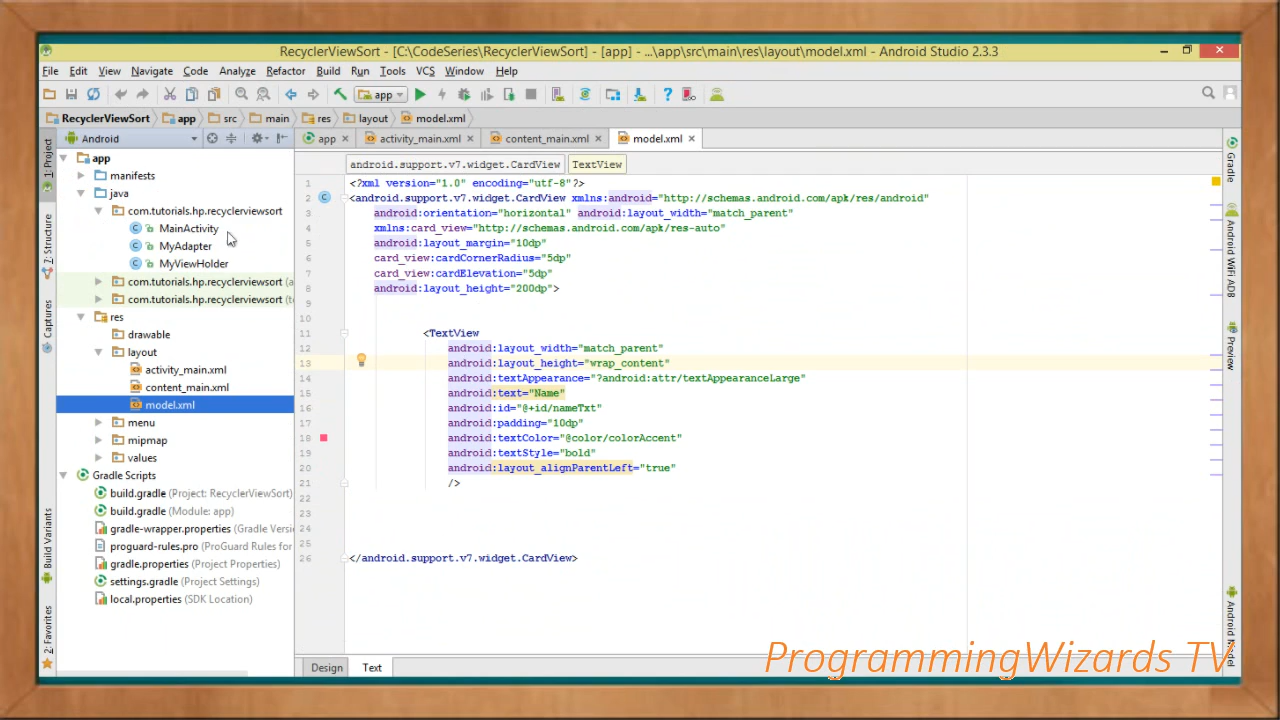 RecyclerViewSort - [C:\CodeSeries\RecyclerViewSort] - [app] - ...\app\src\main\res\layout\model.xml - Android Studio 2.3.3
File Edit View Navigate Code Analyze Refactor Build Run Tools VCS Window Help
app
RecyclerViewSort app src main res layout model.xml
Android
app activity_main.xml content_main.xml model.xml
1: Project
7: Structure
Captures
Build Variants
2: Favorites
app
manifests
java
com.tutorials.hp.recyclerviewsort
MainActivity
MyAdapter
MyViewHolder
com.tutorials.hp.recyclerviewsort (a
com.tutorials.hp.recyclerviewsort (t
res
drawable
layout
activity_main.xml
content_main.xml
model.xml
menu
mipmap
values
Gradle Scripts
build.gradle (Project: RecyclerViewSort)
build.gradle (Module: app)
gradle-wrapper.properties (Gradle Versi
proguard-rules.pro (ProGuard Rules for
gradle.properties (Project Properties)
settings.gradle (Project Settings)
local.properties (SDK Location)
android.support.v7.widget.CardView TextView
1 <?xml version="1.0" encoding="utf-8"?>
2 <android.support.v7.widget.CardView xmlns:android="http://schemas.android.com/apk/res/android"
3 android:orientation="horizontal" android:layout_width="match_parent"
4 xmlns:card_view="http://schemas.android.com/apk/res-auto"
5 android:layout_margin="10dp"
6 card_view:cardCornerRadius="5dp"
7 card_view:cardElevation="5dp"
8 android:layout_height="200dp">
9
10
11 <TextView
12 android:layout_width="match_parent"
13 android:layout_height="wrap_content"
14 android:textAppearance="?android:attr/textAppearanceLarge"
15 android:text="Name"
16 android:id="@+id/nameTxt"
17 android:padding="10dp"
18 android:textColor="@color/colorAccent"
19 android:textStyle="bold"
20 android:layout_alignParentLeft="true"
21 />
22
23
24
25
26 </android.support.v7.widget.CardView>
Design Text
Gradle
Android WiFi ADB
Preview
Android Model
ProgrammingWizards TV